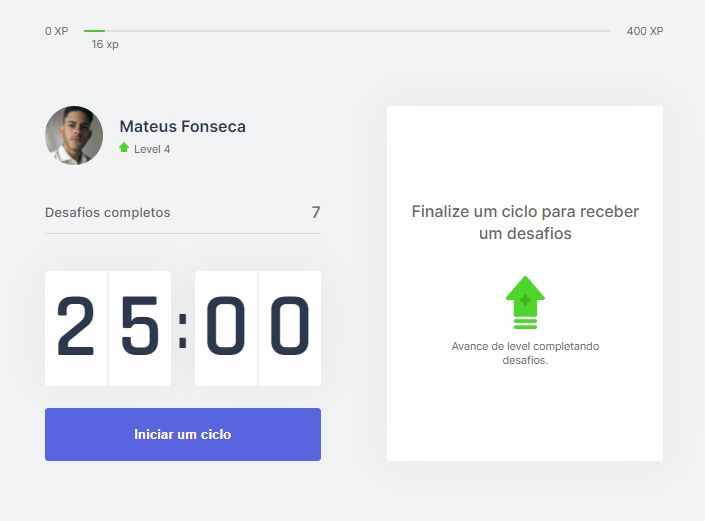 0 XP
400 XP
16 xp
Mateus Fonseca
Level 4
Desafios completos
7
25:00
Iniciar um ciclo
Finalize um ciclo para receber
um desafios
Avance de level completando
desafios.